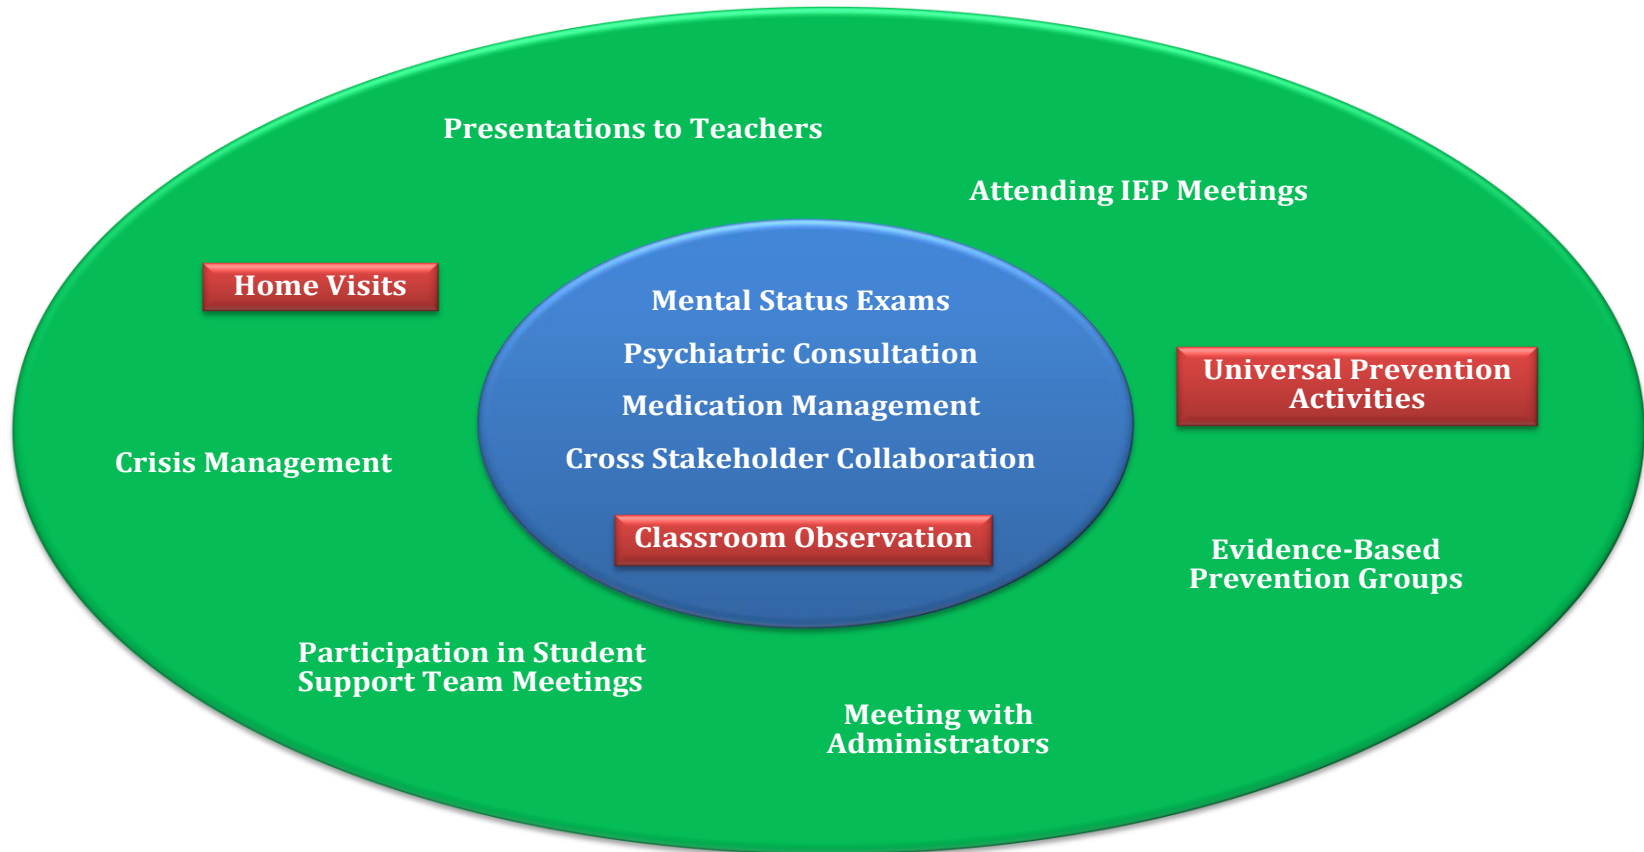 Presentations to Teachers
Attending IEP Meetings
Home Visits
Mental Status Exams
Psychiatric Consultation
Medication Management
Cross Stakeholder Collaboration
Classroom Observation
Universal Prevention
Activities
Crisis Management
Evidence-Based
Prevention Groups
Participation in Student
Support Team Meetings
Meeting with
Administrators